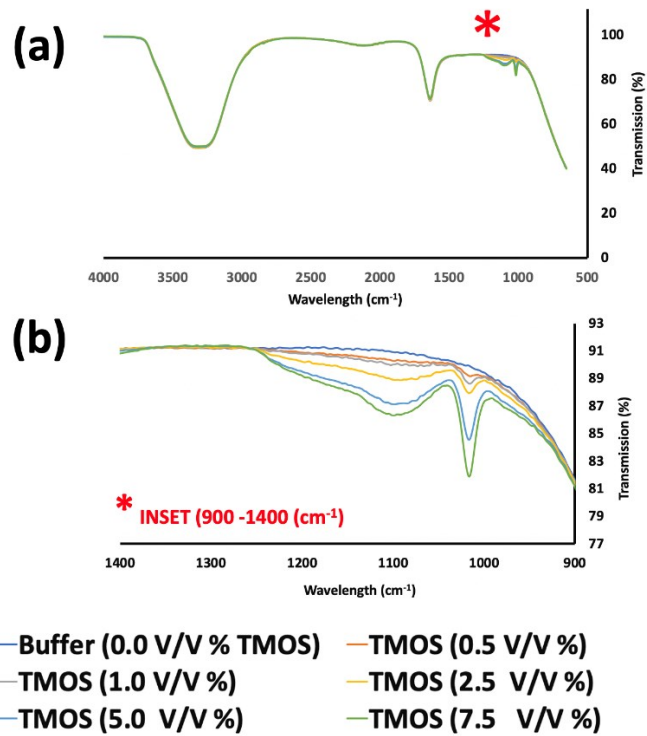 (a)
*
100
80
60
40
20
0
Transmission (%)
4000 3500 3000 2500 2000 1500 1000 500
Wavelength (cm-1)
(b)
93
91
89
87
85
83
81
79
77
Transmission (%)
* INSET (900 -1400 (cm-1)
1400 1300 1200 1100 1000 900
Wavelength (cm-1)
Buffer (0.0 V/V % TMOS) TMOS (0.5 V/V %)
TMOS (1.0 V/V %) TMOS (2.5 V/V %)
TMOS (5.0 V/V %) TMOS (7.5 V/V %)